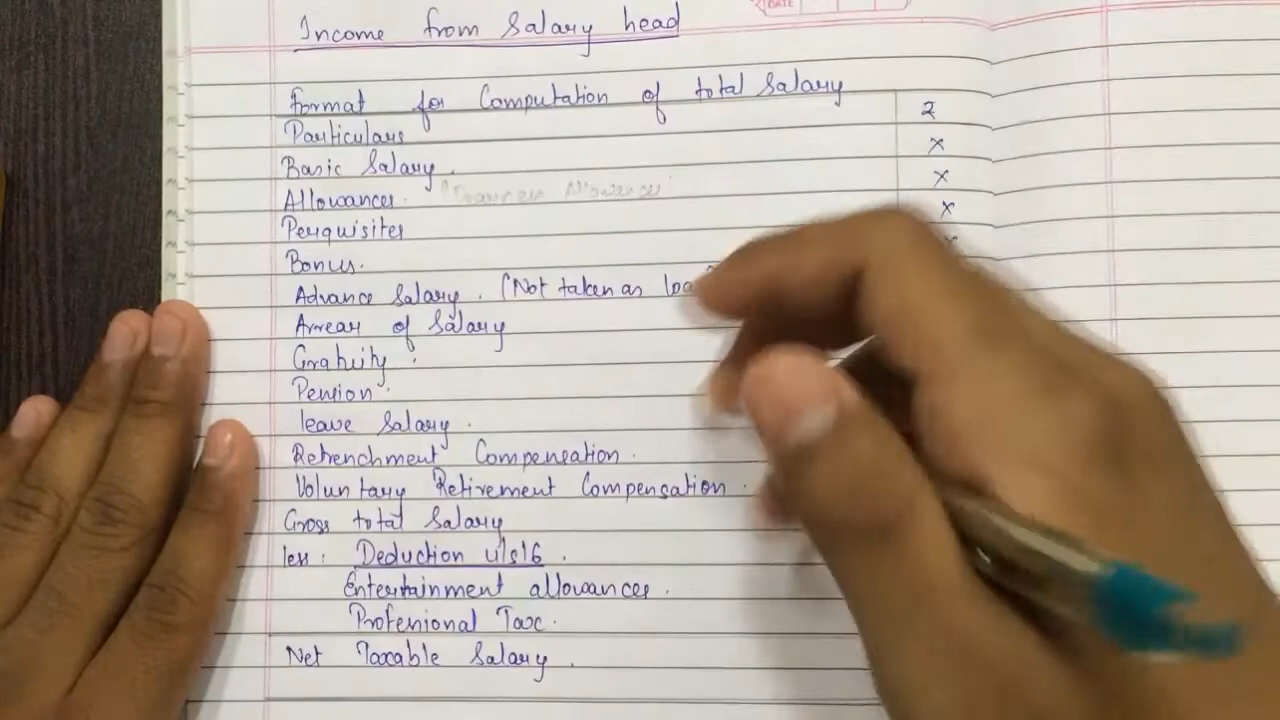 DATE
Income from Salary head
Format for Computation of total Salary
Particulars ₹
Basic Salary. x
Allowances. Allowances x
Perquisites x
Bonus.
Advance Salary. (Not taken as
Arrear of Salary
Gratuity.
Pension.
leave Salary.
Retrenchment Compensation.
Voluntary Retirement Compensation.
Gross total Salary
less: Deduction u/s16.
Entertainment allowances.
Professional Tax.
Net Taxable Salary.